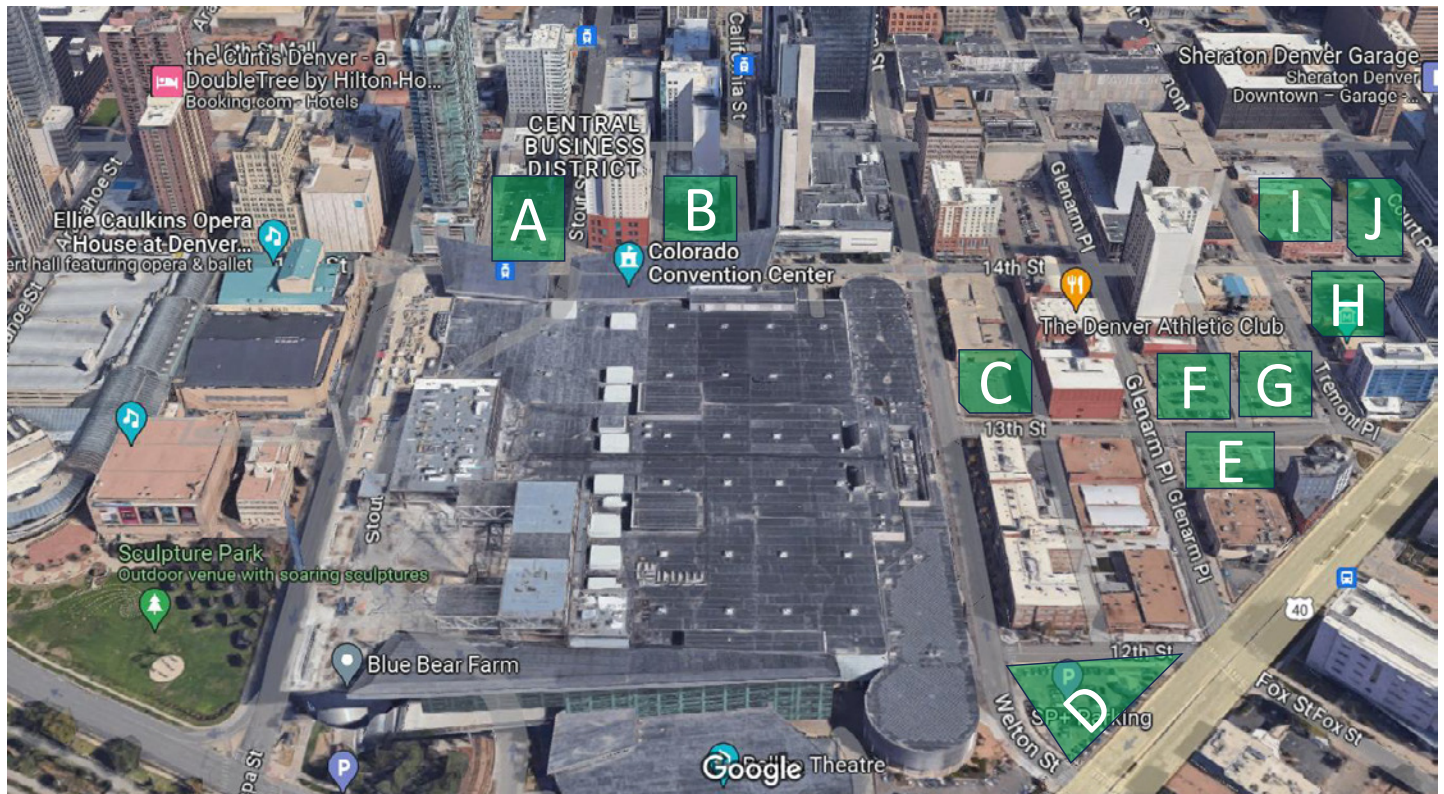 the Curtis Denver - a
DoubleTree by Hilton Ho...
Booking.com · Hotels
California St
Sheraton Denver Garage
Sheraton Denver
Downtown – Garage -...
CENTRAL
BUSINESS
DISTRICT
Ellie Caulkins Opera
House at Denver...
ert hall featuring opera & ballet
St
A
B
Colorado
Convention Center
Glenarm Pl
14th St
I
J
Court P
H
The Denver Athletic Club
C
F
G
Tremont Pl
13th St
Glenarm Pl
E
Glenarm Pl
Stout
Sculpture Park
Outdoor venue with soaring sculptures
40
Blue Bear Farm
12th St
P
D
SP+ Parking
Welton St
Fox St
Fox St
pa St
P
Google
Theatre